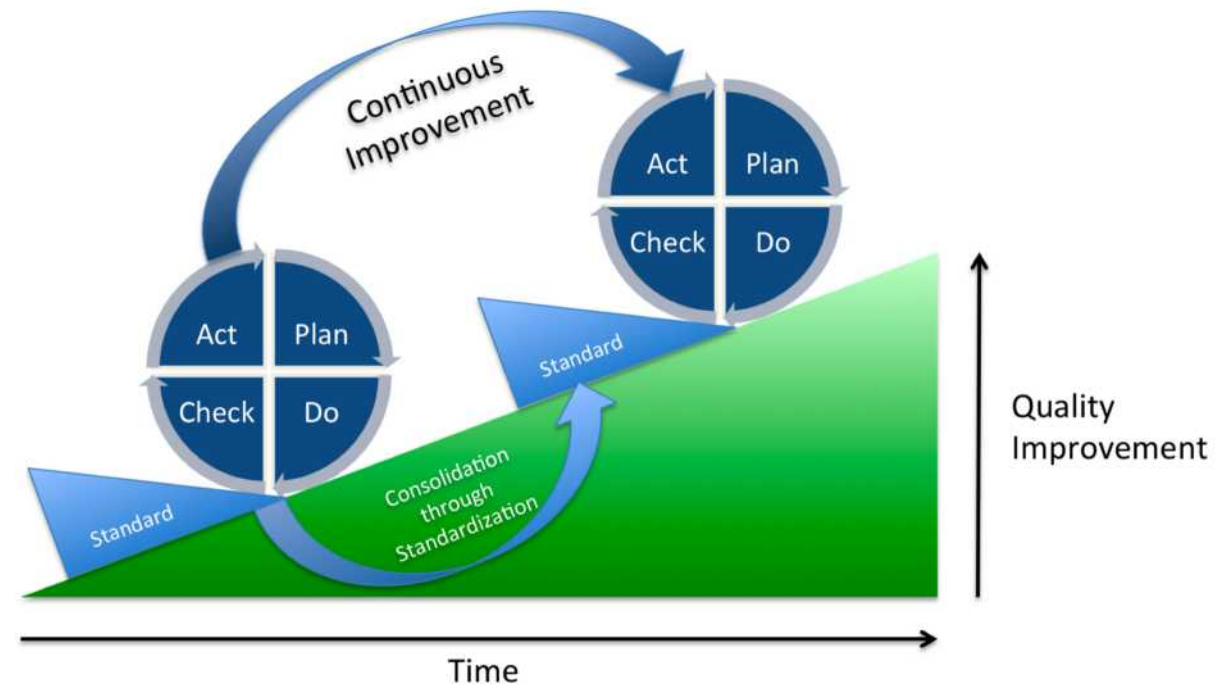 Continuous
Improvement
Act
Plan
Check
Do
Act
Plan
Check
Do
Standard
Standard
Consolidation
through
Standardization
Quality
Improvement
Time